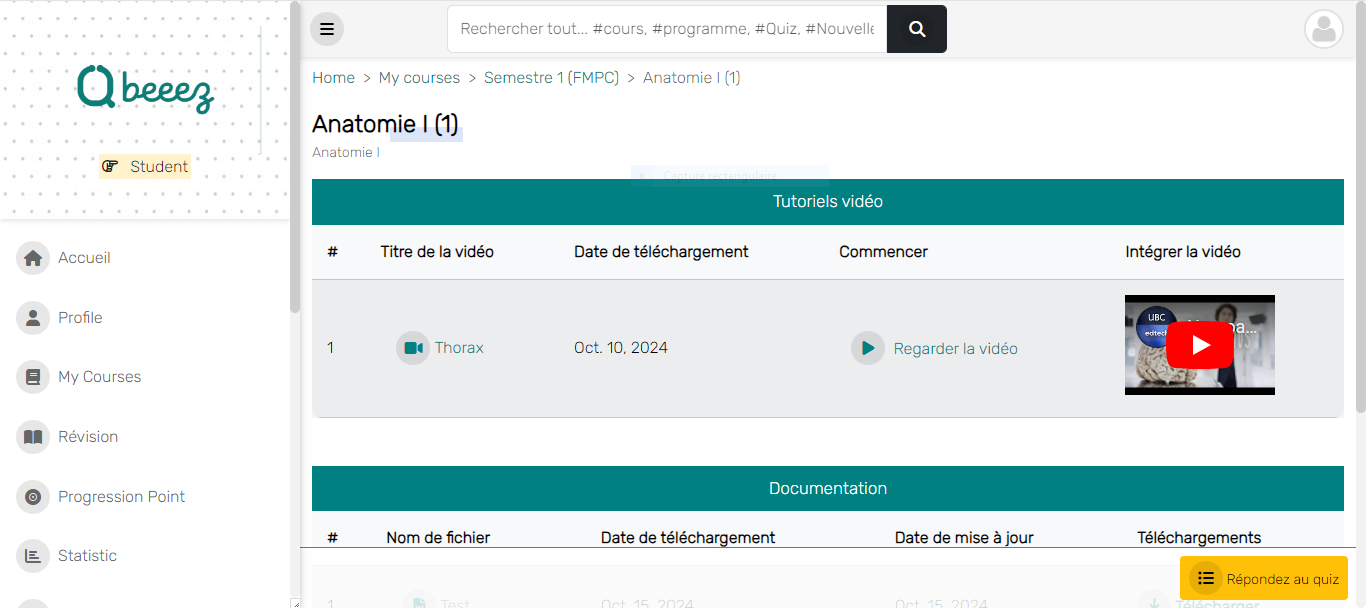 Qbeeez
Student
Accueil
Profile
My Courses
Révision
Progression Point
Statistic
Rechercher tout... #cours, #programme, #Quiz, #Nouvelle
Home > My courses > Semestre 1 (FMPC) > Anatomie I (1)
Anatomie I (1)
Anatomie I
Capture rectangulaire
Tutoriels vidéo
# Titre de la vidéo Date de téléchargement Commencer Intégrer la vidéo
1 Thorax Oct. 10, 2024 Regarder la vidéo
UBC
edtech
Documentation
# Nom de fichier Date de téléchargement Date de mise à jour Téléchargements
1 Test Oct. 15, 2024 Oct. 15, 2024 Télécharger
Répondez au quiz